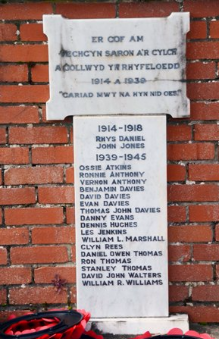 ER COF AM
FECHGYN SARON A'R CYLCH
A GOLLWYD YN RHYFELOEDD
1914 A 1939
"CARIAD MWY NA HYN NID OES."
1914-1918
RHYS DANIEL
JOHN JONES
1939-1945
OSSIE ATKINS
RONNIE ANTHONY
VERNON ANTHONY
BENJAMIN DAVIES
DAVID DAVIES
EVAN DAVIES
THOMAS JOHN DAVIES
DANNY EVANS
DENNIS HUGHES
LES JENKINS
WILLIAM L. MARSHALL
CLYN REES
DANIEL OWEN THOMAS
RON THOMAS
STANLEY THOMAS
DAVID JOHN WALTERS
WILLIAM R. WILLIAMS